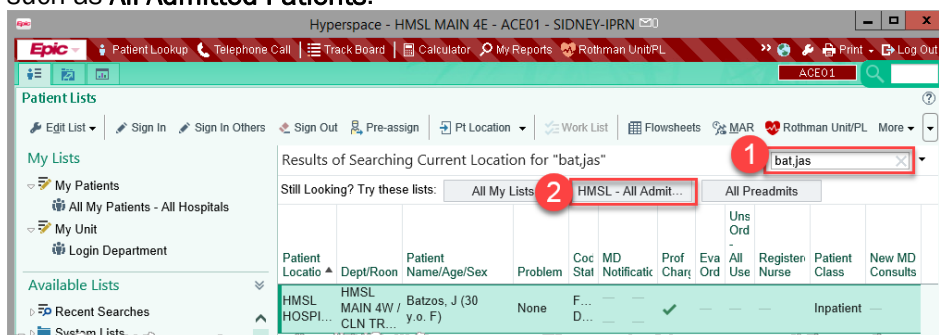 such as All Admitted Patients.
Hyperspace - HMSL MAIN 4E - ACE01 - SIDNEY-IPRN
Epic Patient Lookup Telephone Call Track Board Calculator My Reports Rothman Unit/PL Print Log Out
ACE01
Patient Lists
Edit List Sign In Sign In Others Sign Out Pre-assign Pt Location Work List Flowsheets MAR Rothman Unit/PL More
My Lists
Results of Searching Current Location for "bat,jas"
1
bat,jas
My Patients
All My Patients - All Hospitals
My Unit
Login Department
Still Looking? Try these lists: All My Lists 2 HMSL - All Admit... All Preadmits
Patient Locatio Dept/Roon Patient Name/Age/Sex Problem Coc Stat MD Notificatic Prof Charg Eva Ord Uns Ord - All Use Register Nurse Patient Class New MD Consults
Available Lists
Recent Searches
System Lists
HMSL HOSPI... HMSL MAIN 4W / CLN TR... Batzos, J (30 y.o. F) None F... D... — ✓ — — — Inpatient —